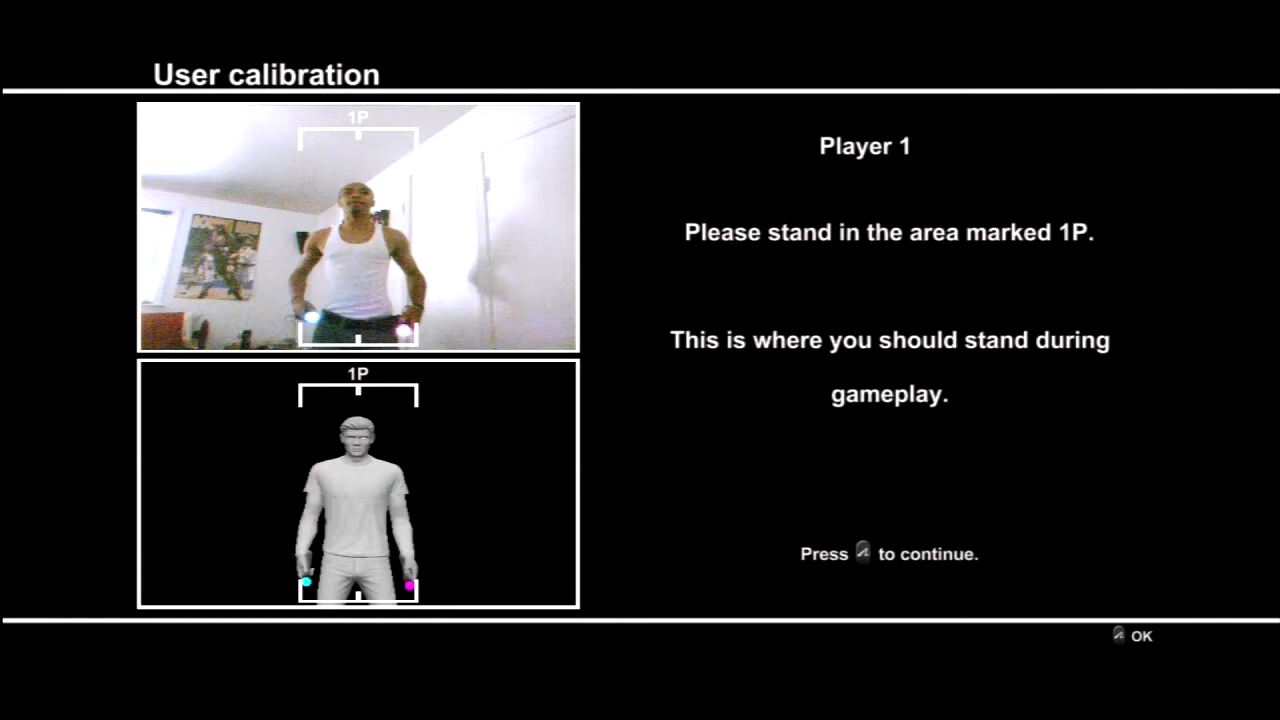 User calibration
1P
Player 1
Please stand in the area marked 1P.
This is where you should stand during
gameplay.
1P
Press to continue.
OK